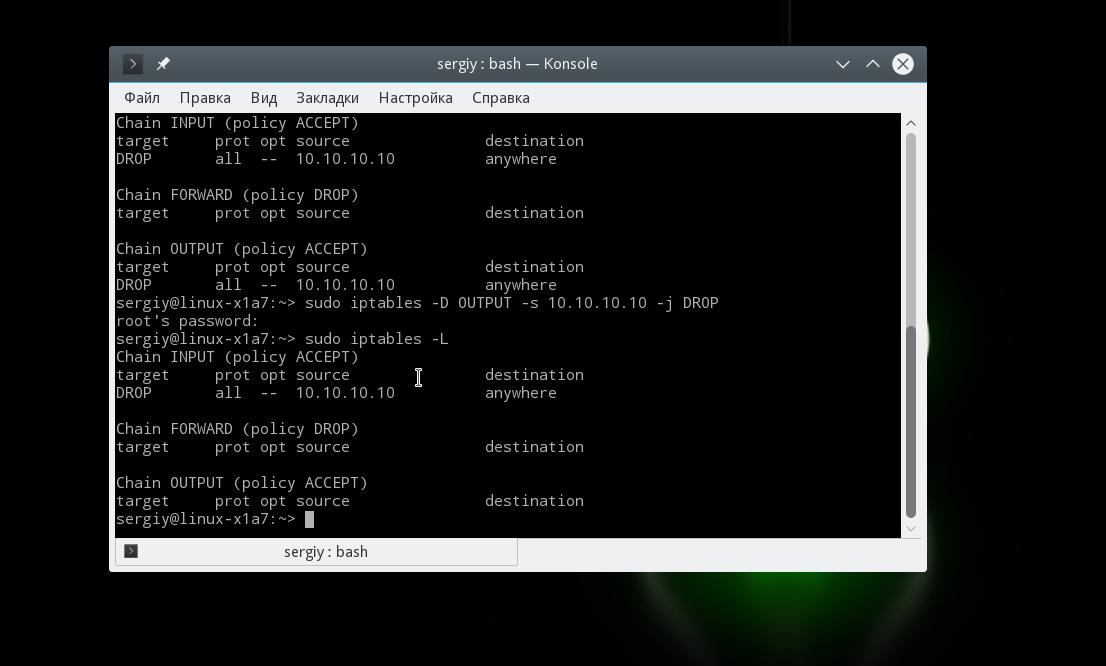 sergiy : bash — Konsole
Файл Правка Вид Закладки Настройка Справка
Chain INPUT (policy ACCEPT)
target     prot opt source               destination
DROP       all  --  10.10.10.10          anywhere
Chain FORWARD (policy DROP)
target     prot opt source               destination
Chain OUTPUT (policy ACCEPT)
target     prot opt source               destination
DROP       all  --  10.10.10.10          anywhere
sergiy@linux-x1a7:~> sudo iptables -D OUTPUT -s 10.10.10.10 -j DROP
root's password:
sergiy@linux-x1a7:~> sudo iptables -L
Chain INPUT (policy ACCEPT)
target     prot opt source               destination
DROP       all  --  10.10.10.10          anywhere
Chain FORWARD (policy DROP)
target     prot opt source               destination
Chain OUTPUT (policy ACCEPT)
target     prot opt source               destination
sergiy@linux-x1a7:~>
sergiy : bash